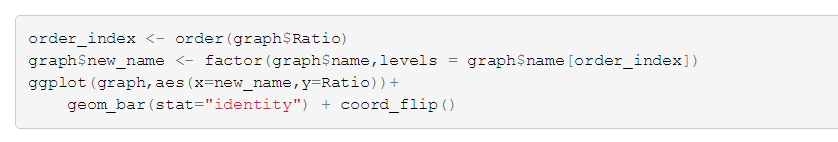 order_index <- order(graph$Ratio)
graph$new_name <- factor(graph$name,levels = graph$name[order_index])
ggplot(graph,aes(x=new_name,y=Ratio))+
    geom_bar(stat="identity") + coord_flip()